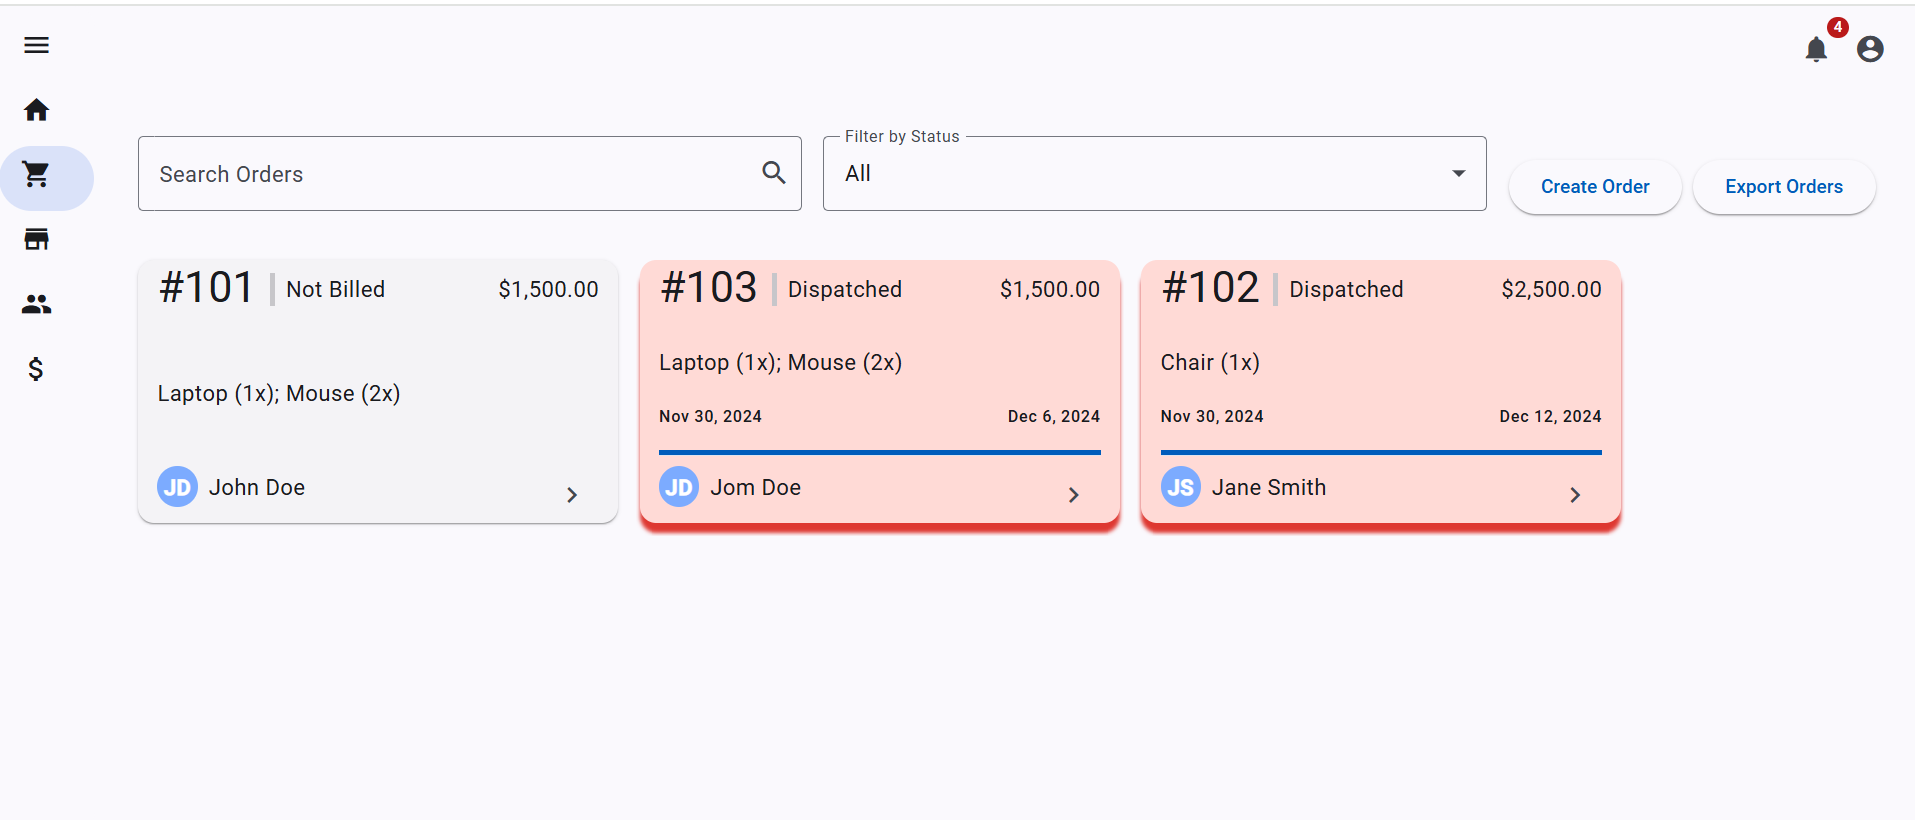 4
Filter by Status
Search Orders
All
Create Order
Export Orders
#101 Not Billed $1,500.00
Laptop (1x); Mouse (2x)
JD John Doe
#103 Dispatched $1,500.00
Laptop (1x); Mouse (2x)
Nov 30, 2024 Dec 6, 2024
JD Jom Doe
#102 Dispatched $2,500.00
Chair (1x)
Nov 30, 2024 Dec 12, 2024
JS Jane Smith